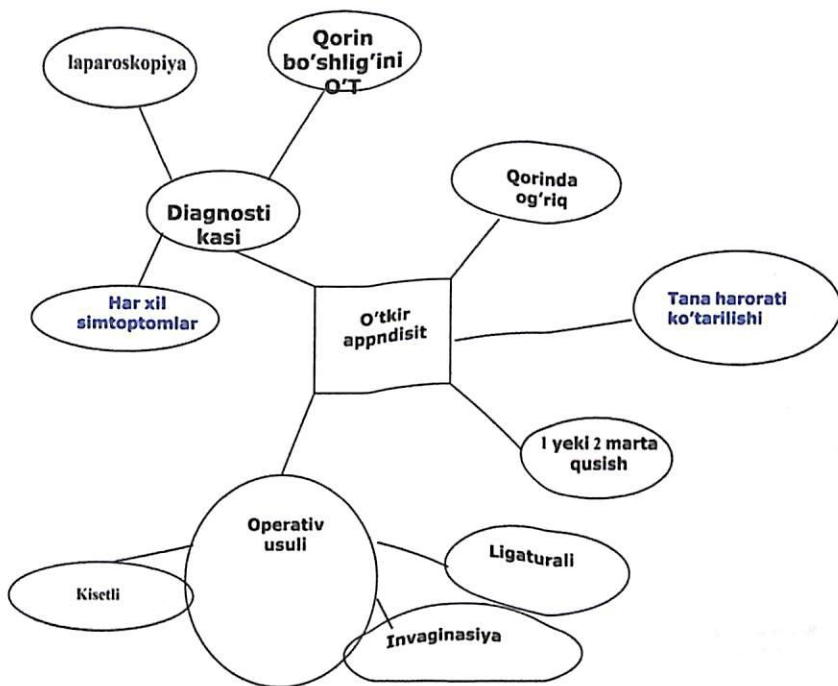 laparoskopiya
Qorin
bo'shlig'ini
O'T
Diagnosti
kasi
Har xil
simtoptomlar
Qorinda
og'riq
O'tkir
appndisit
Tana harorati
ko'tarilishi
1 yeki 2 marta
qusish
Operativ
usuli
Kisetli
Ligaturali
Invaginasiya